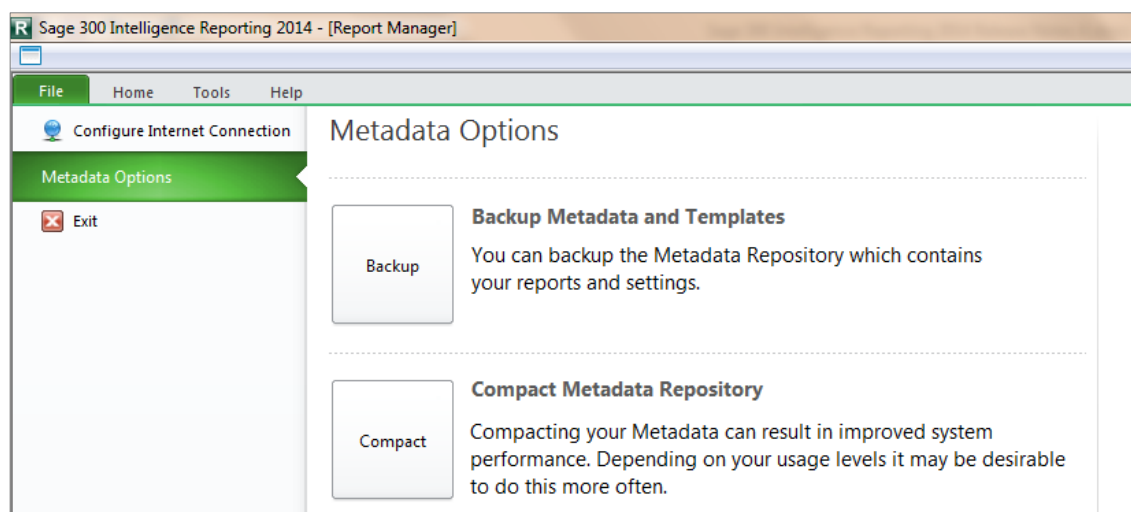 R Sage 300 Intelligence Reporting 2014 - [Report Manager]
File Home Tools Help
Configure Internet Connection
Metadata Options
Exit
Metadata Options
Backup
Backup Metadata and Templates
You can backup the Metadata Repository which contains
your reports and settings.
Compact
Compact Metadata Repository
Compacting your Metadata can result in improved system
performance. Depending on your usage levels it may be desirable
to do this more often.